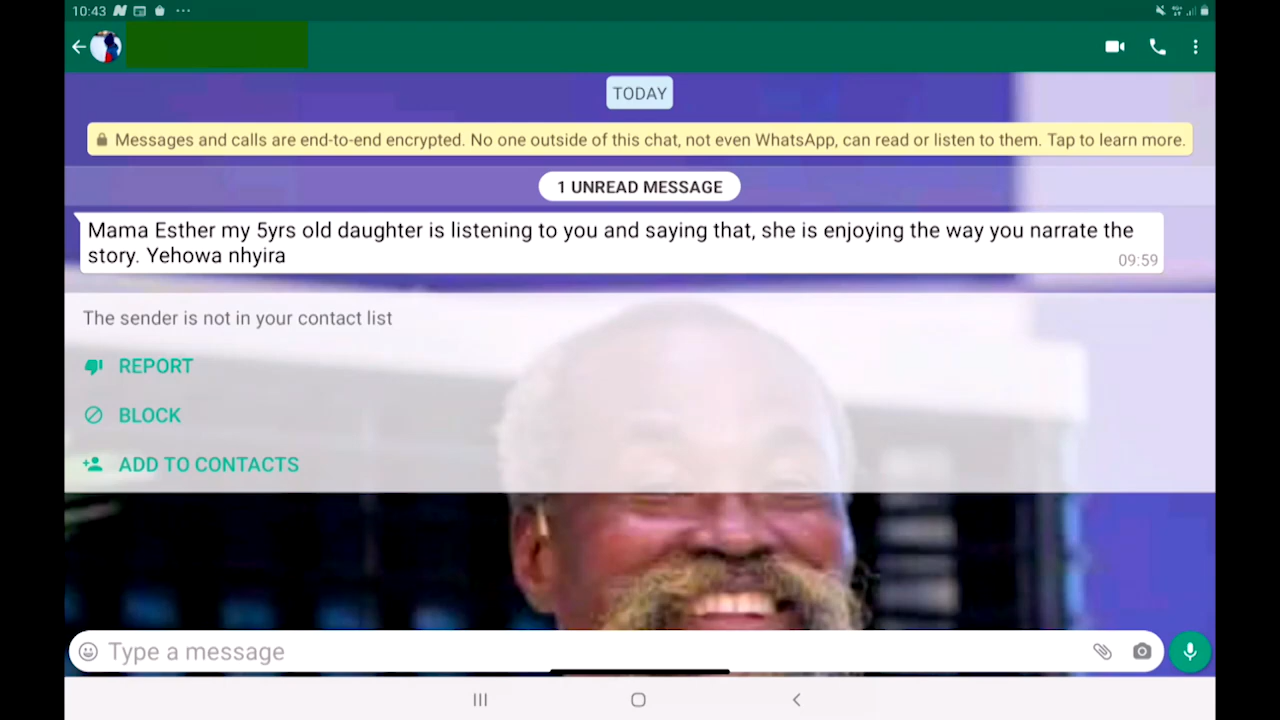 10:43
TODAY
Messages and calls are end-to-end encrypted. No one outside of this chat, not even WhatsApp, can read or listen to them. Tap to learn more.
1 UNREAD MESSAGE
Mama Esther my 5yrs old daughter is listening to you and saying that, she is enjoying the way you narrate the
story. Yehowa nhyira
09:59
The sender is not in your contact list
REPORT
BLOCK
ADD TO CONTACTS
Type a message